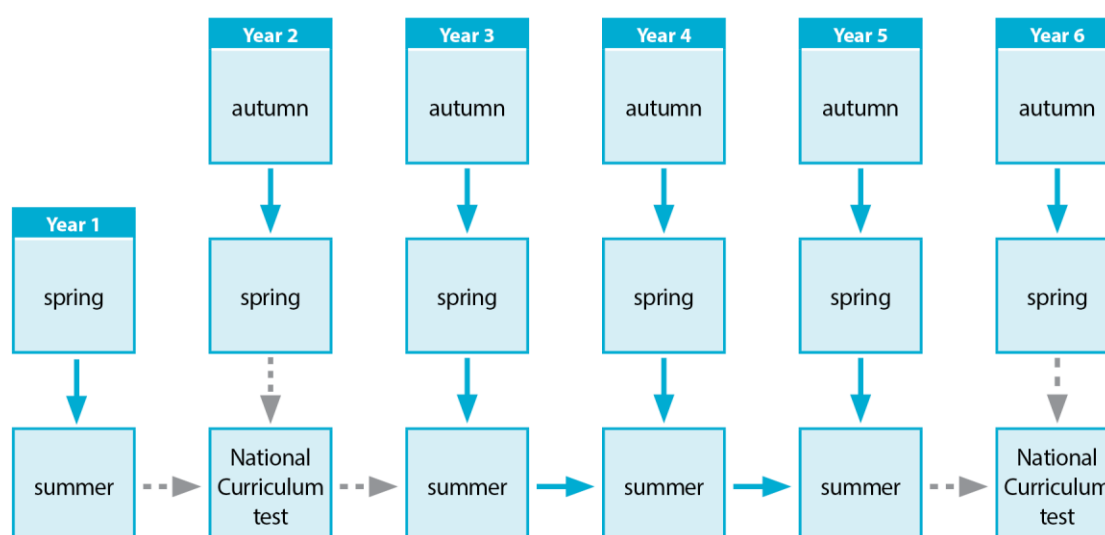 Year 2
Year 3
Year 4
Year 5
Year 6
autumn
autumn
autumn
autumn
autumn
Year 1
spring
spring
spring
spring
spring
spring
summer
National
Curriculum
test
summer
summer
summer
National
Curriculum
test